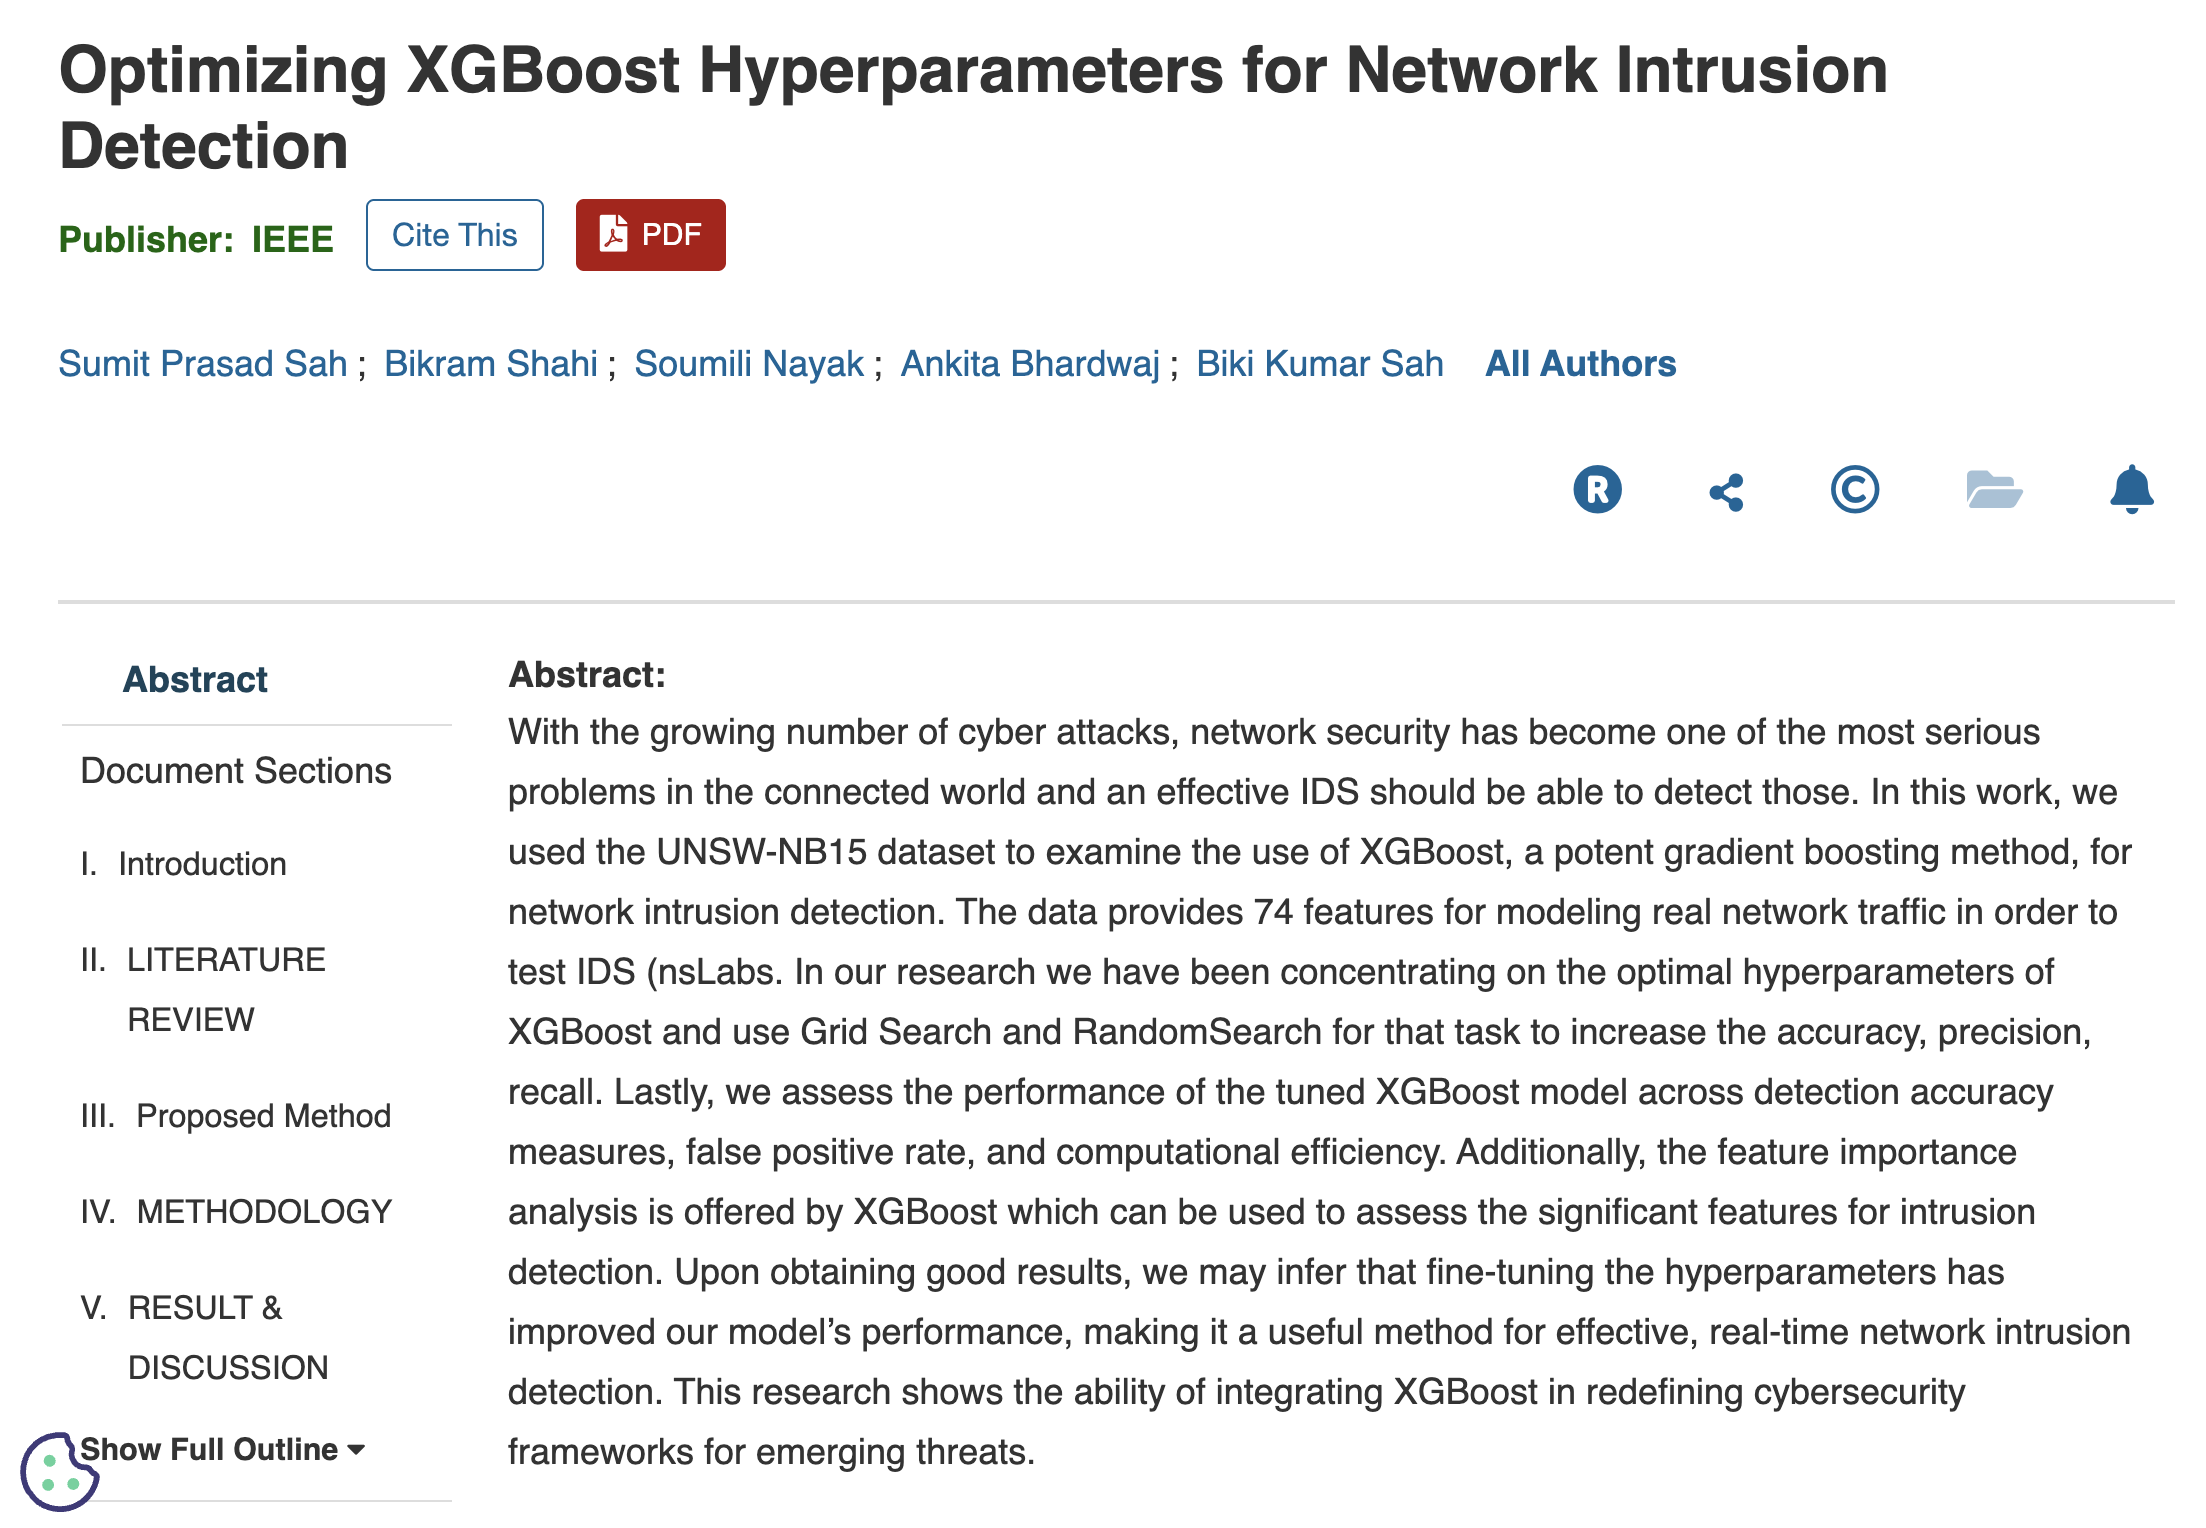 Optimizing XGBoost Hyperparameters for Network Intrusion
Detection
Publisher: IEEE
Cite This
PDF
Sumit Prasad Sah ; Bikram Shahi ; Soumili Nayak ; Ankita Bhardwaj ; Biki Kumar Sah All Authors
R
C
Abstract
Document Sections
I. Introduction
II. LITERATURE
REVIEW
III. Proposed Method
IV. METHODOLOGY
V. RESULT &
DISCUSSION
Show Full Outline
Abstract:
With the growing number of cyber attacks, network security has become one of the most serious
problems in the connected world and an effective IDS should be able to detect those. In this work, we
used the UNSW-NB15 dataset to examine the use of XGBoost, a potent gradient boosting method, for
network intrusion detection. The data provides 74 features for modeling real network traffic in order to
test IDS (nsLabs. In our research we have been concentrating on the optimal hyperparameters of
XGBoost and use Grid Search and RandomSearch for that task to increase the accuracy, precision,
recall. Lastly, we assess the performance of the tuned XGBoost model across detection accuracy
measures, false positive rate, and computational efficiency. Additionally, the feature importance
analysis is offered by XGBoost which can be used to assess the significant features for intrusion
detection. Upon obtaining good results, we may infer that fine-tuning the hyperparameters has
improved our model’s performance, making it a useful method for effective, real-time network intrusion
detection. This research shows the ability of integrating XGBoost in redefining cybersecurity
frameworks for emerging threats.